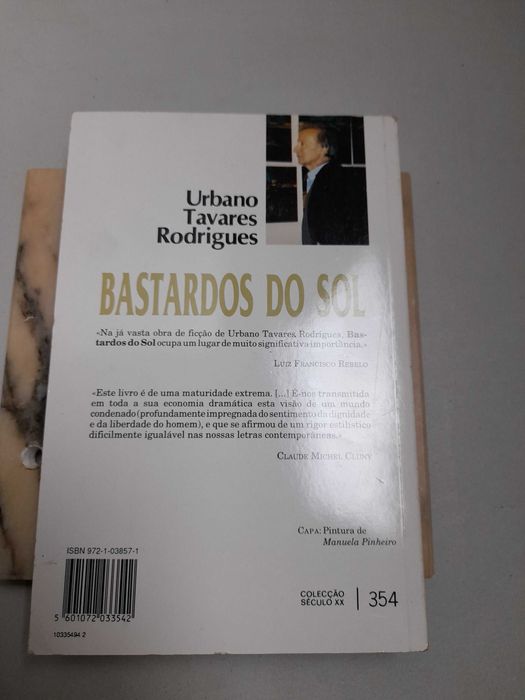 Urbano
Tavares
Rodrigues
BASTARDOS DO SOL
«Na já vasta obra de ficção de Urbano Tavares Rodrigues, Bas-
tardos do Sol ocupa um lugar de muito significativa importância.»
LUIZ FRANCISCO REBELO
«Este livro é de uma maturidade extrema. [...] É-nos transmitida
em toda a sua economia dramática esta visão de um mundo
condenado (profundamente impregnada do sentimento da dignidade
e da liberdade do homem), e que se afirmou de um rigor estilístico
dificilmente igualável nas nossas letras contemporâneas.»
CLAUDE MICHEL CLUNY
CAPA: Pintura de
Manuela Pinheiro
ISBN 972-1-03857-1
5 601072 033542
10335494 2
COLECÇÃO
SÉCULO XX
354